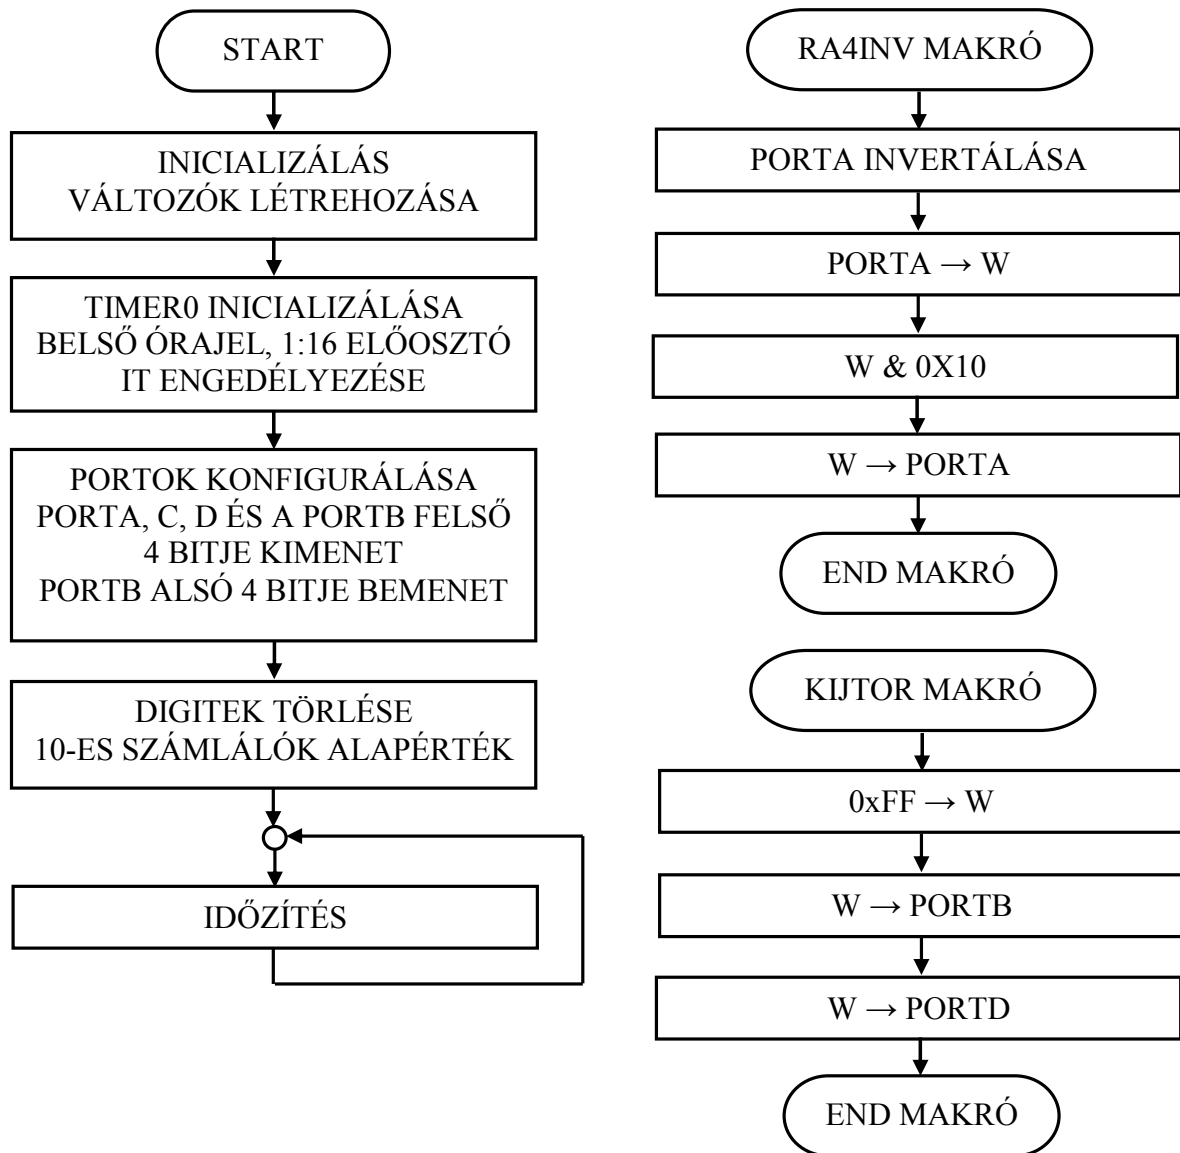 START
INICIALIZÁLÁS
VÁLTOZÓK LÉTREHOZÁSA
TIMER0 INICIALIZÁLÁSA
BELSŐ ÓRAJEL, 1:16 ELŐOSZTÓ
IT ENGEDÉLYEZÉSE
PORTOK KONFIGURÁLÁSA
PORTA, C, D ÉS A PORTB FELSŐ
4 BITJE KIMENET
PORTB ALSÓ 4 BITJE BEMENET
DIGITEK TÖRLÉSE
10-ES SZÁMLÁLÓK ALAPÉRTÉK
IDŐZÍTÉS
RA4INV MAKRÓ
PORTA INVERTÁLÁSA
PORTA → W
W & 0X10
W → PORTA
END MAKRÓ
KIJTOR MAKRÓ
0xFF → W
W → PORTB
W → PORTD
END MAKRÓ